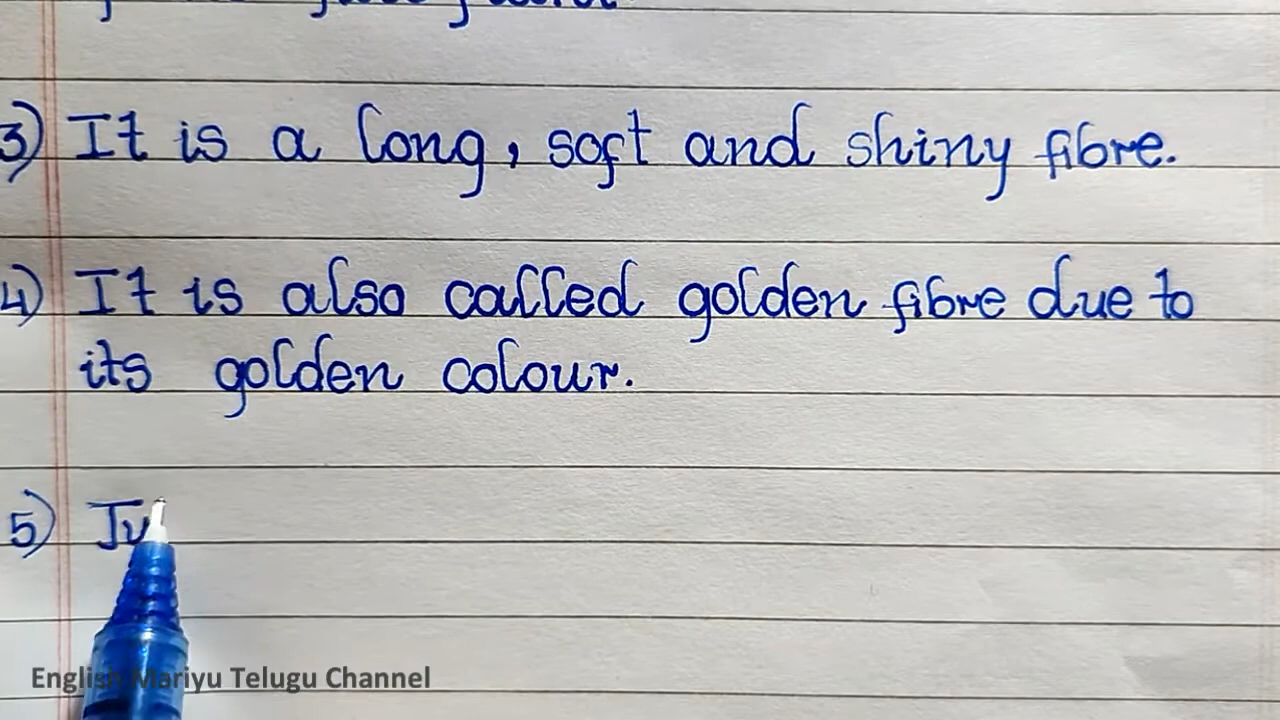 3) It is a long, soft and shiny fibre.
4) It is also called golden fibre due to
its golden colour.
5) Ju
English Mariyu Telugu Channel